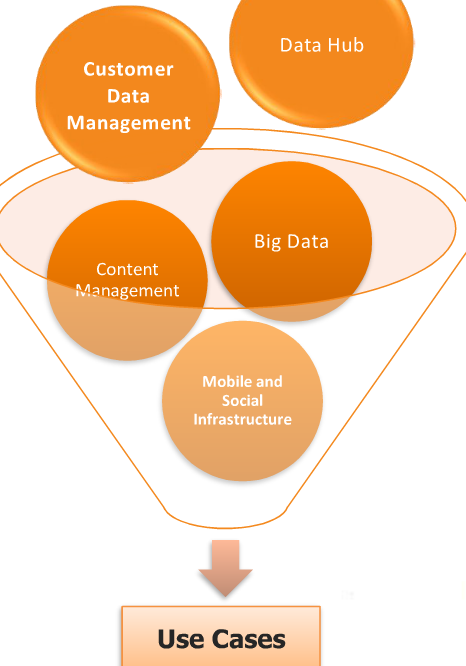 Data Hub
Customer
Data
Management
Big Data
Content
Management
Mobile and
Social
Infrastructure
Use Cases